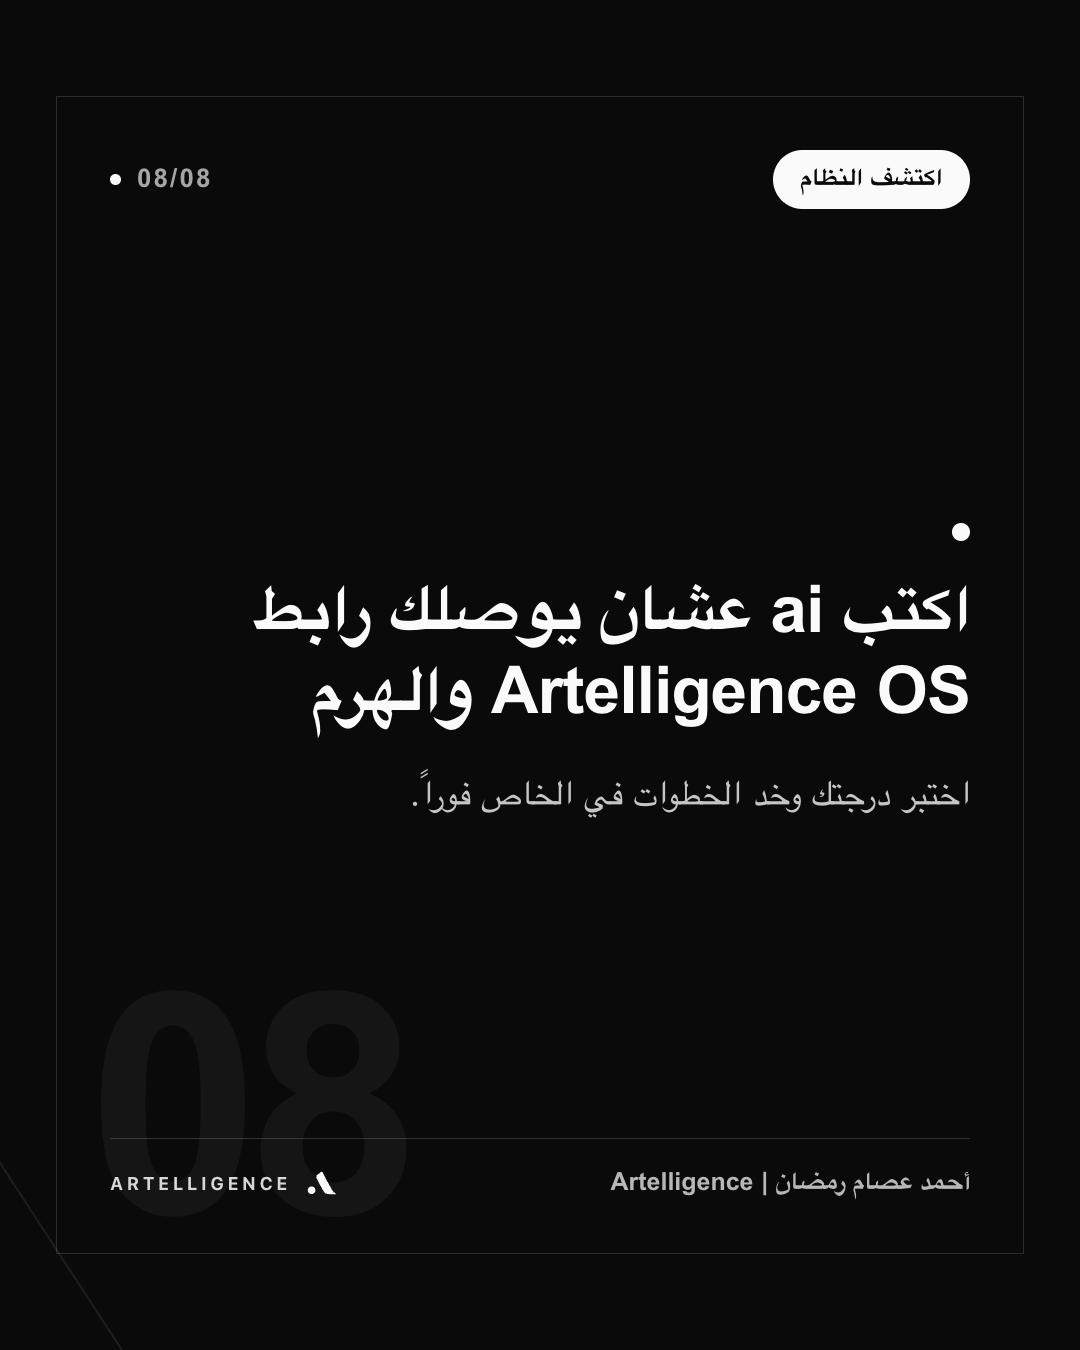 اكتشف النظام
08/08
اكتب ai عشان يوصلك رابط
Artelligence OS والهرم
اختبر درجتك وخد الخطوات في الخاص فوراً.
08
أحمد عصام رمضان | Artelligence
ARTELLIGENCE